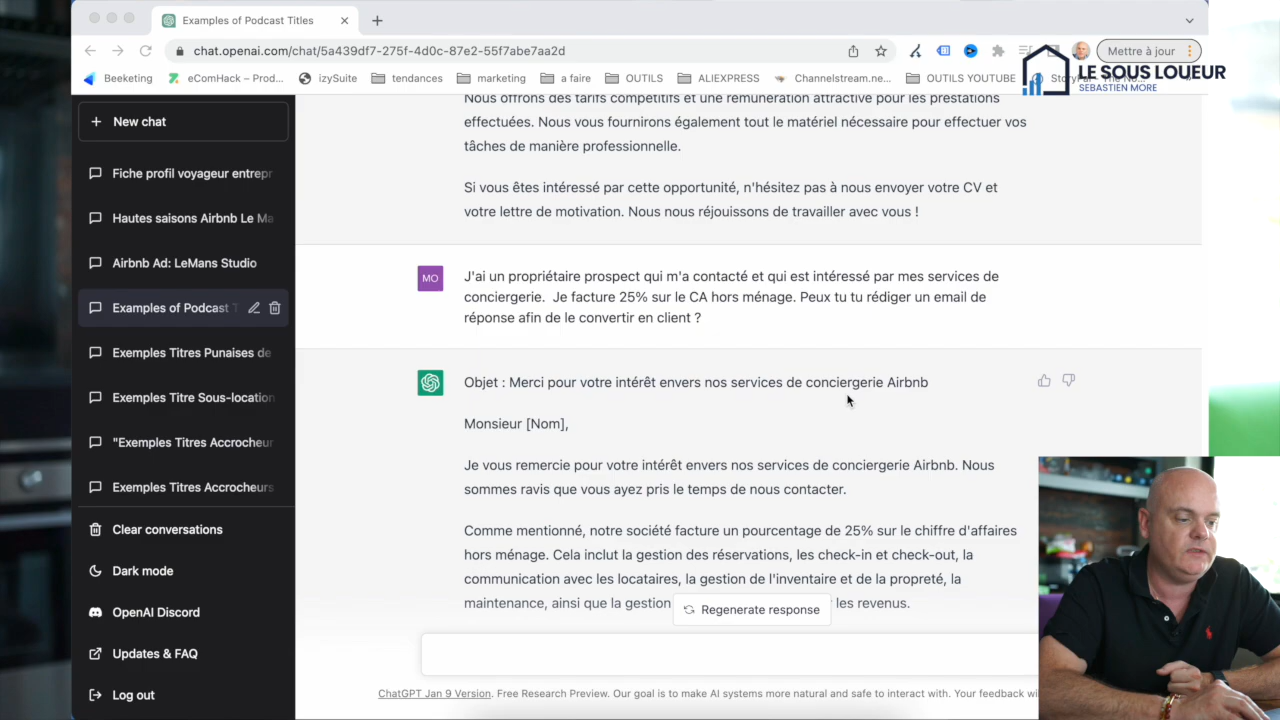 Examples of Podcast Titles
chat.openai.com/chat/5a439df7-275f-4d0c-87e2-55f7abe7aa2d
Mettre à jour
Beeketing
eComHack – Prod...
izySuite
tendances
marketing
a faire
OUTILS
ALIEXPRESS
Channelstream.ne...
OUTILS YOUTUBE
LE SOUS LOUEUR
SEBASTIEN MORE
New chat
Fiche profil voyageur entrepr
Hautes saisons Airbnb Le Ma
Airbnb Ad: LeMans Studio
Examples of Podcast T
Exemples Titres Punaises de
Exemples Titre Sous-location
"Exemples Titres Accrocheur
Exemples Titres Accrocheurs
Clear conversations
Dark mode
OpenAI Discord
Updates & FAQ
Log out
Nous offrons des tarifs compétitifs et une rémunération attractive pour les prestations
effectuées. Nous vous fournirons également tout le matériel nécessaire pour effectuer vos
tâches de manière professionnelle.
Si vous êtes intéressé par cette opportunité, n'hésitez pas à nous envoyer votre CV et
votre lettre de motivation. Nous nous réjouissons de travailler avec vous !
MO
J'ai un propriétaire prospect qui m'a contacté et qui est intéressé par mes services de
conciergerie. Je facture 25% sur le CA hors ménage. Peux tu tu rédiger un email de
réponse afin de le convertir en client ?
Objet : Merci pour votre intérêt envers nos services de conciergerie Airbnb
Monsieur [Nom],
Je vous remercie pour votre intérêt envers nos services de conciergerie Airbnb. Nous
sommes ravis que vous ayez pris le temps de nous contacter.
Comme mentionné, notre société facture un pourcentage de 25% sur le chiffre d'affaires
hors ménage. Cela inclut la gestion des réservations, les check-in et check-out, la
communication avec les locataires, la gestion de l'inventaire et de la propreté, la
maintenance, ainsi que la gestion les revenus.
Regenerate response
ChatGPT Jan 9 Version. Free Research Preview. Our goal is to make AI systems more natural and safe to interact with. Your feedback wi